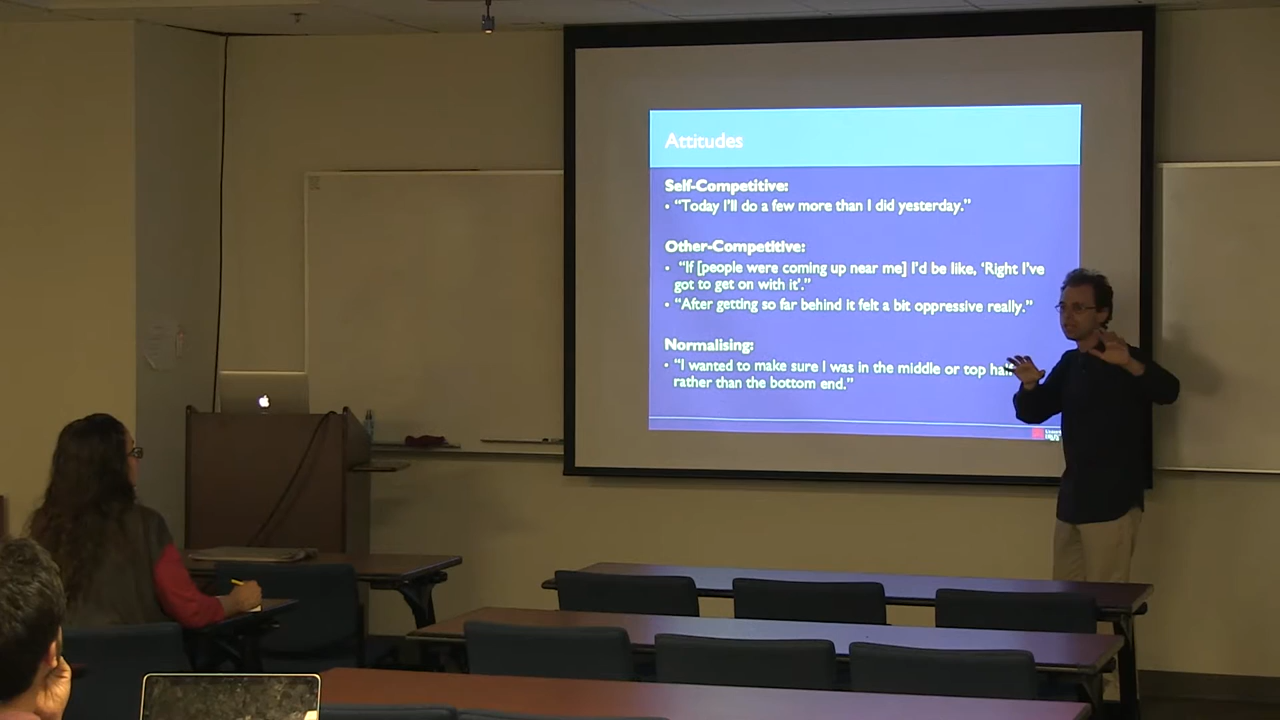 Attitudes
Self-Competitive:
• “Today I’ll do a few more than I did yesterday.”
Other-Competitive:
• “If [people were coming up near me] I’d be like, ‘Right I’ve
got to get on with it’.”
• “After getting so far behind it felt a bit oppressive really.”
Normalising:
• “I wanted to make sure I was in the middle or top
rather than the bottom end.”